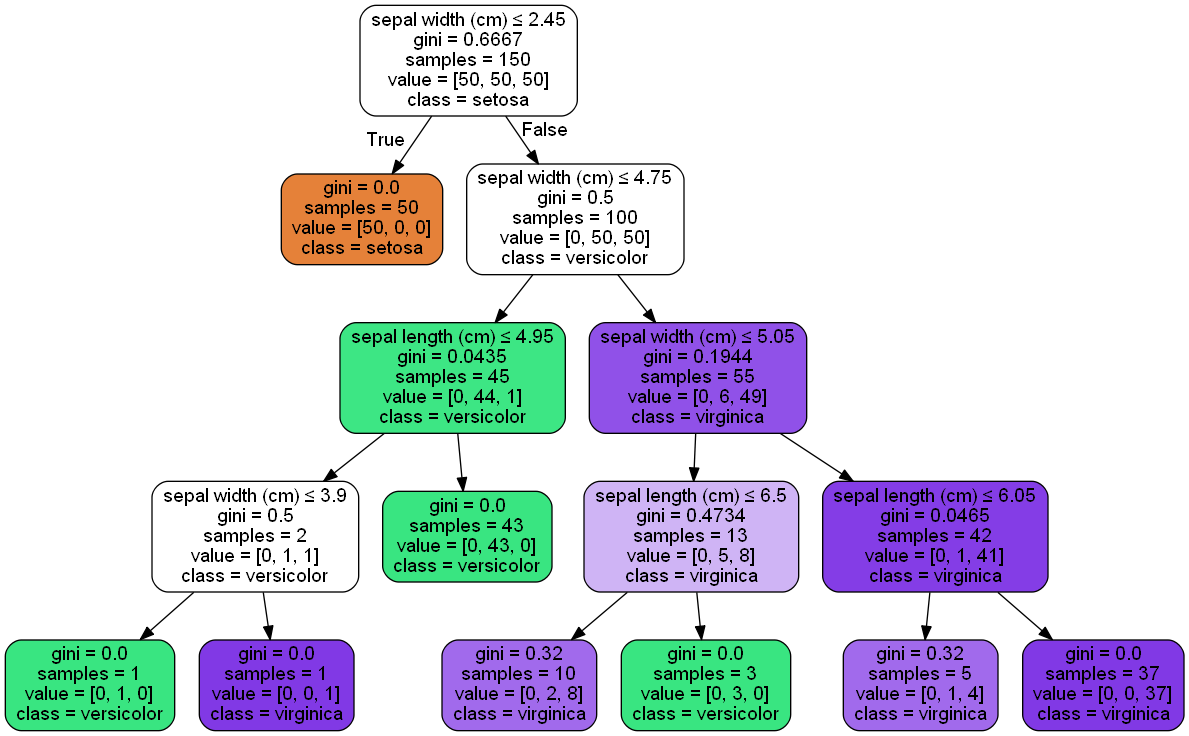 sepal width (cm) ≤ 2.45
gini = 0.6667
samples = 150
value = [50, 50, 50]
class = setosa
True
False
gini = 0.0
samples = 50
value = [50, 0, 0]
class = setosa
sepal width (cm) ≤ 4.75
gini = 0.5
samples = 100
value = [0, 50, 50]
class = versicolor
sepal length (cm) ≤ 4.95
gini = 0.0435
samples = 45
value = [0, 44, 1]
class = versicolor
sepal width (cm) ≤ 5.05
gini = 0.1944
samples = 55
value = [0, 6, 49]
class = virginica
sepal width (cm) ≤ 3.9
gini = 0.5
samples = 2
value = [0, 1, 1]
class = versicolor
gini = 0.0
samples = 43
value = [0, 43, 0]
class = versicolor
sepal length (cm) ≤ 6.5
gini = 0.4734
samples = 13
value = [0, 5, 8]
class = virginica
sepal length (cm) ≤ 6.05
gini = 0.0465
samples = 42
value = [0, 1, 41]
class = virginica
gini = 0.0
samples = 1
value = [0, 1, 0]
class = versicolor
gini = 0.0
samples = 1
value = [0, 0, 1]
class = virginica
gini = 0.32
samples = 10
value = [0, 2, 8]
class = virginica
gini = 0.0
samples = 3
value = [0, 3, 0]
class = versicolor
gini = 0.32
samples = 5
value = [0, 1, 4]
class = virginica
gini = 0.0
samples = 37
value = [0, 0, 37]
class = virginica